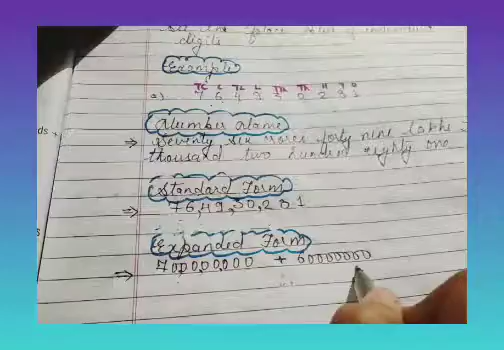 digits
Example
TC C TL L TTh Th H T O
a) 7 6 4 9 5 0 2 8 1
Number Name
⇒ Seventy six crores forty nine lakhs
thousand two hundred eighty one
Standard Form
⇒ 76,49,50,281
Expanded Form
⇒ 700000000 + 60000000